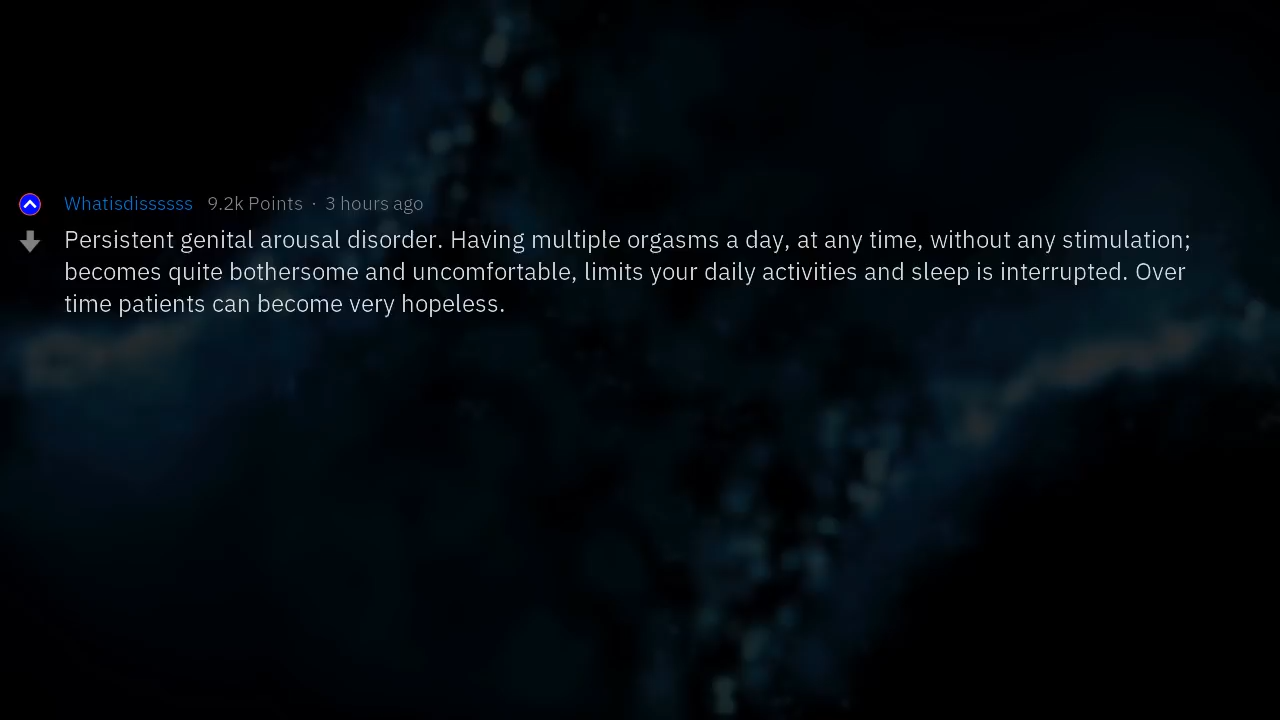 Whatisdissssss 9.2k Points · 3 hours ago
Persistent genital arousal disorder. Having multiple orgasms a day, at any time, without any stimulation;
becomes quite bothersome and uncomfortable, limits your daily activities and sleep is interrupted. Over
time patients can become very hopeless.